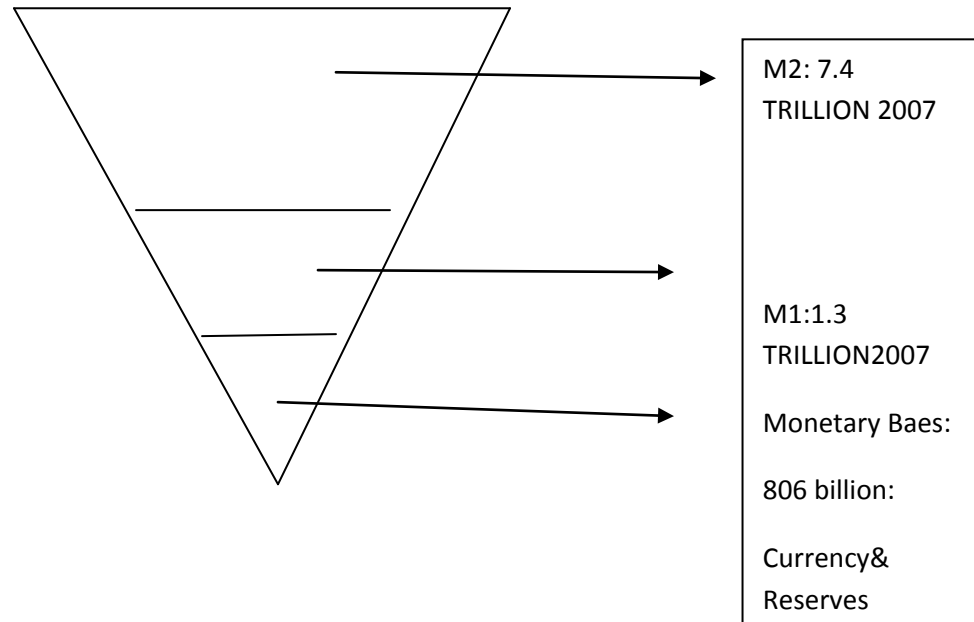 M2: 7.4
TRILLION 2007
M1:1.3
TRILLION2007
Monetary Baes:
806 billion:
Currency&
Reserves